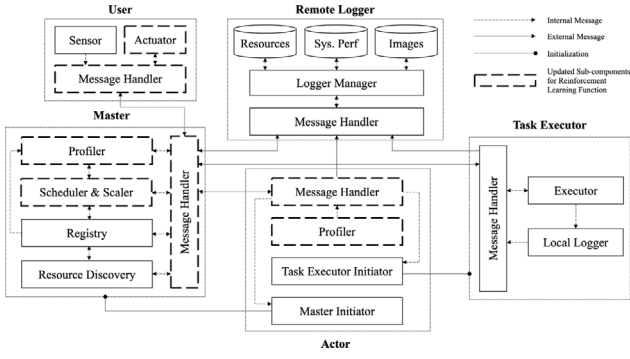 User
Sensor
Actuator
Message Handler
Remote Logger
Resources
Sys. Perf
Images
Logger Manager
Message Handler
Internal Message
External Message
Initialization
Updated Sub-components
for Reinforcement
Learning Function
Master
Profiler
Scheduler & Scaler
Registry
Resource Discovery
Message Handler
Message Handler
Profiler
Task Executor Initiator
Master Initiator
Actor
Task Executor
Message Handler
Executor
Local Logger